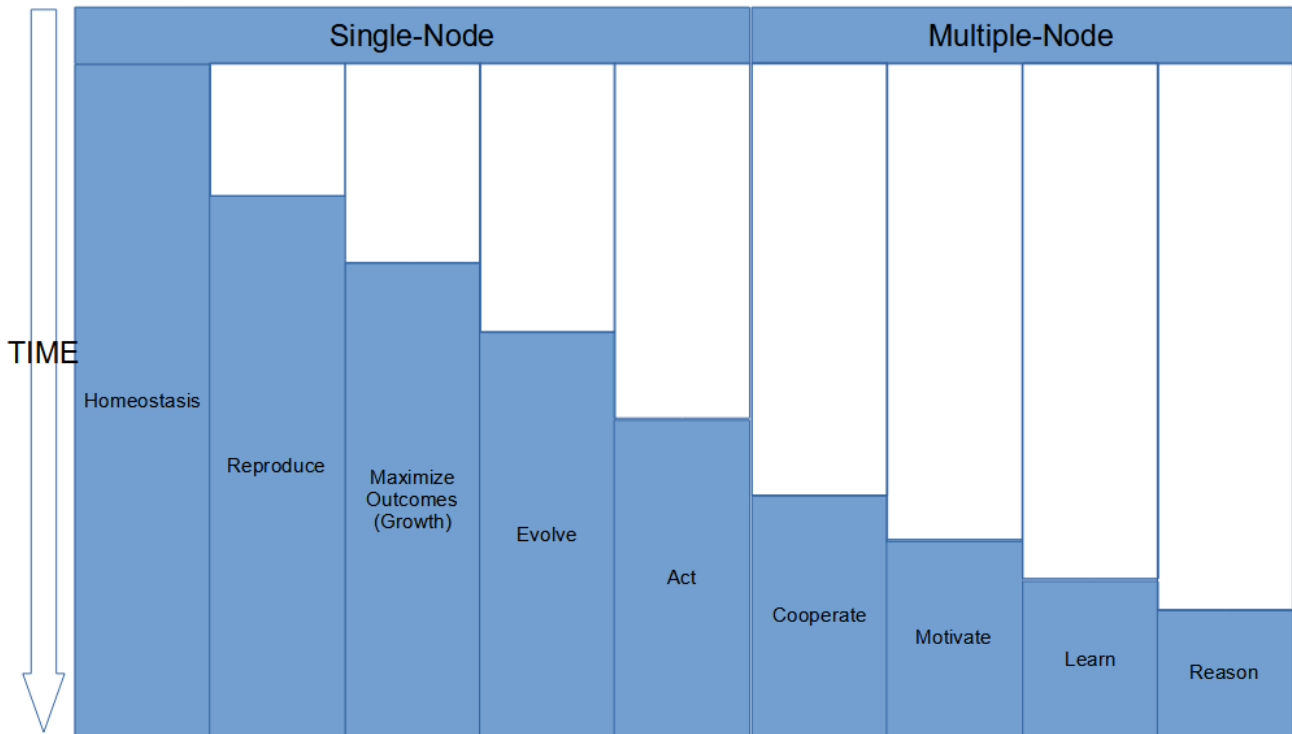 Single-Node
Multiple-Node
TIME
Homeostasis
Reproduce
Maximize
Outcomes
(Growth)
Evolve
Act
Cooperate
Motivate
Learn
Reason